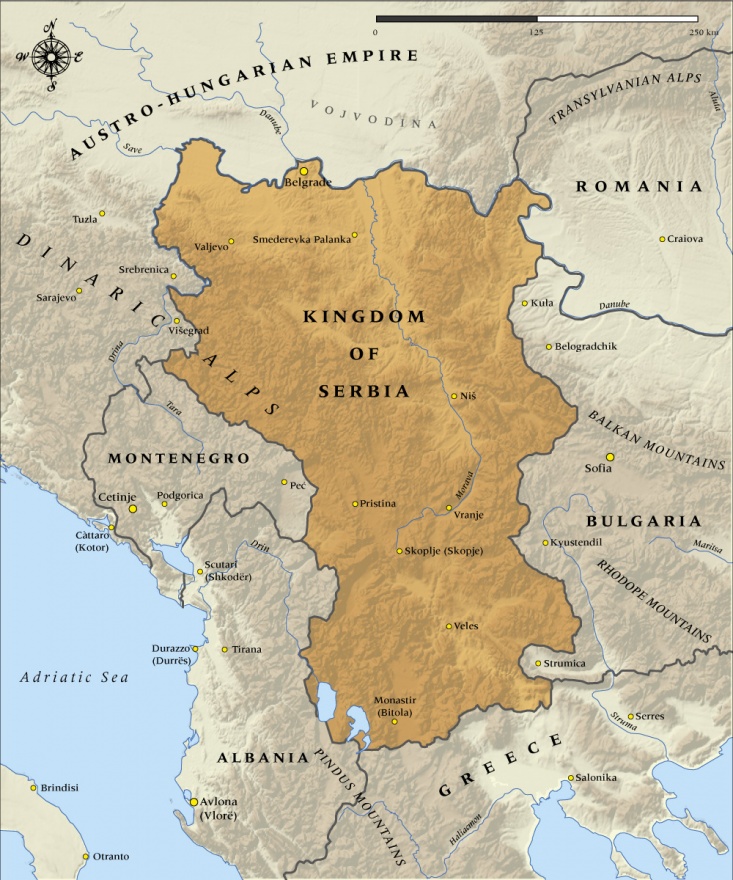 N
W
E
S
0
125
250 km
AUSTRO-HUNGARIAN EMPIRE
VOJVODINA
TRANSYLVANIAN ALPS
Aluta
Danube
Save
Belgrade
ROMANIA
Tuzla
Valjevo
Smederevka Palanka
Craiova
DINARIC ALPS
Srebrenica
Sarajevo
Danube
Kula
KINGDOM
OF
SERBIA
Višegrad
Drina
Belogradchik
Niš
Tara
BALKAN MOUNTAINS
MONTENEGRO
Sofia
Peć
Morava
Cetinje
Podgorica
Pristina
Vranje
BULGARIA
Càttaro
(Kotor)
Drin
Skoplje (Skopje)
Kyustendil
Maritsa
Scutari
(Shkodër)
RHODOPE MOUNTAINS
Veles
Durazzo
(Durrës)
Tirana
Strumica
Adriatic Sea
Monastir
(Bitola)
Struma
Serres
ALBANIA
PINDUS MOUNTAINS
GREECE
Salonika
Brindisi
Avlona
(Vlorë)
Haliacmon
Otranto